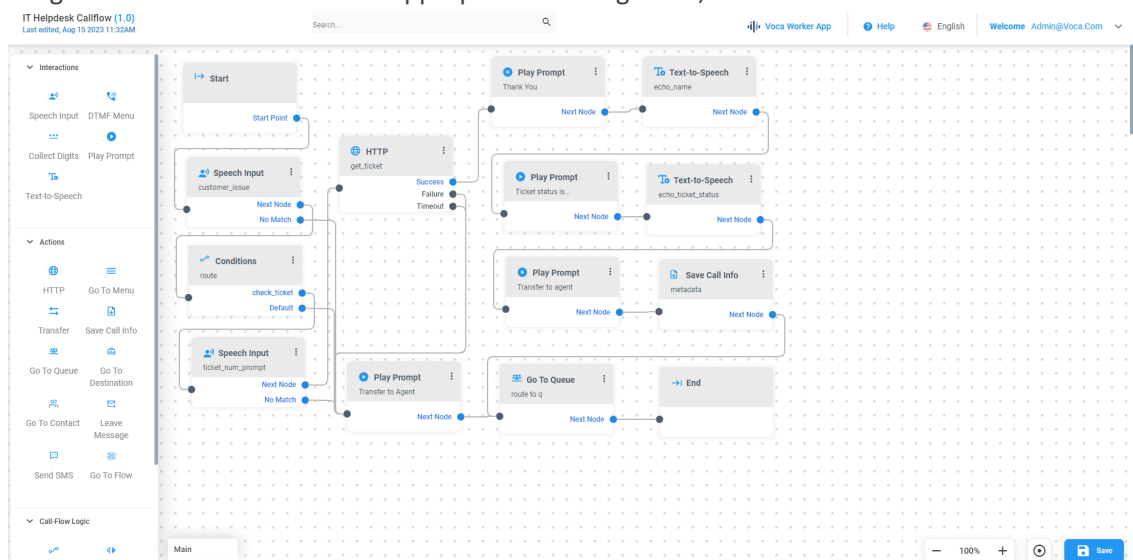 IT Helpdesk Callflow (1.0)
Last edited, Aug 15 2023 11:32AM
Search...
Voca Worker App
Help
English
Welcome Admin@Voca.Com
Interactions
Speech Input
DTMF Menu
Collect Digits
Play Prompt
Text-to-Speech
Actions
HTTP
Go To Menu
Transfer
Save Call Info
Go To Queue
Go To
Destination
Go To Contact
Leave
Message
Send SMS
Go To Flow
Call-Flow Logic
Start
Start Point
Speech Input
customer_issue
Next Node
No Match
Conditions
route
check_ticket
Default
Speech Input
ticket_num_prompt
Next Node
No Match
HTTP
get_ticket
Success
Failure
Timeout
Play Prompt
Transfer to Agent
Next Node
Play Prompt
Thank You
Next Node
Text-to-Speech
echo_name
Next Node
Play Prompt
Ticket status is...
Next Node
Text-to-Speech
echo_ticket_status
Next Node
Play Prompt
Transfer to agent
Next Node
Save Call Info
metadata
Next Node
Go To Queue
route to q
Next Node
End
Main
100%
Save